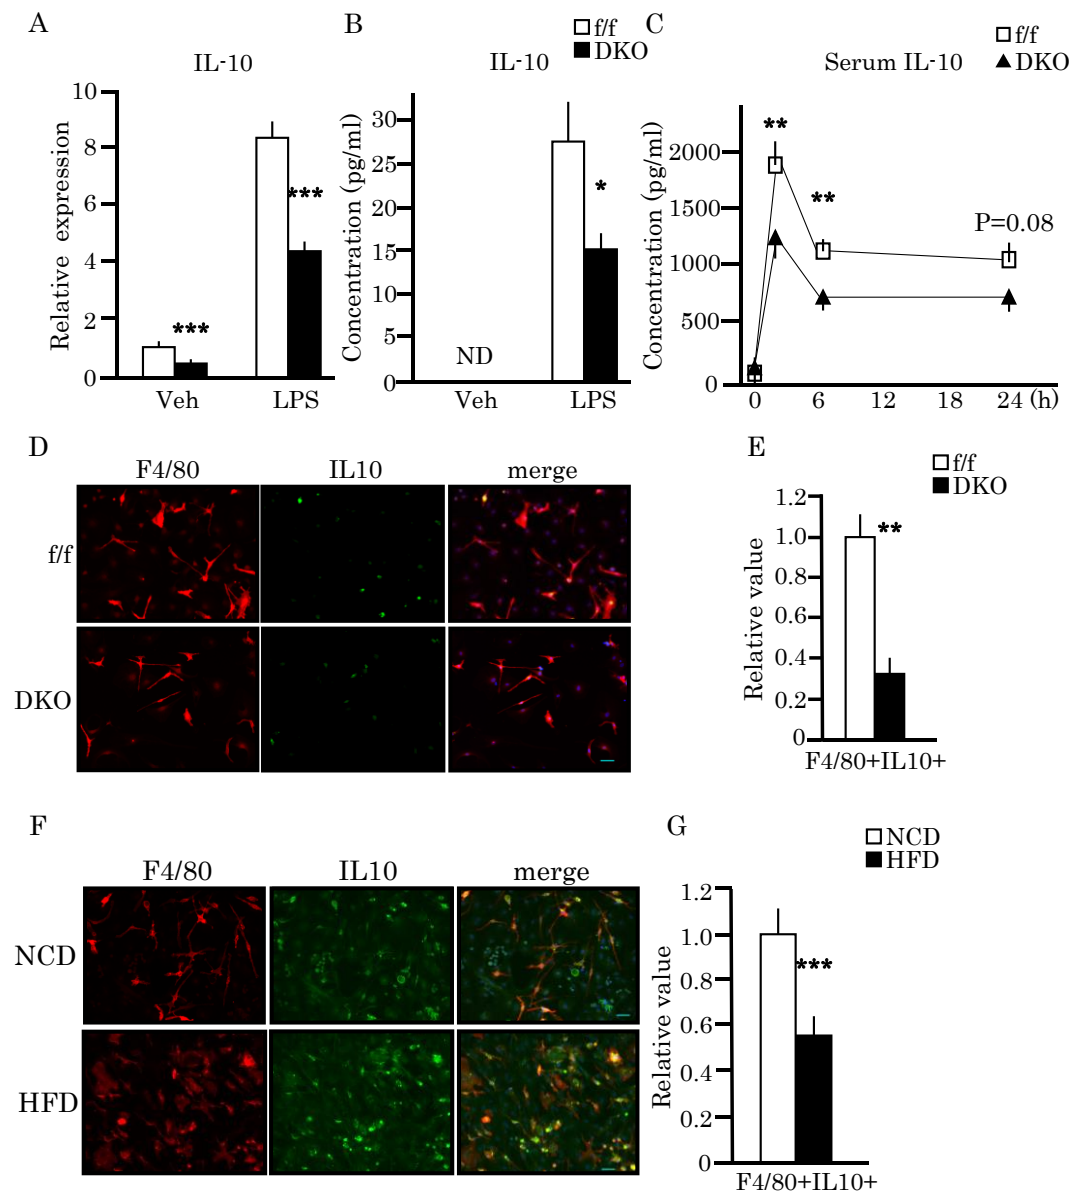 A
IL-10
Relative expression
10
8
6
4
2
0
***
***
Veh
LPS
B
f/f
DKO
IL-10
Concentration (pg/ml)
30
25
20
15
10
5
0
ND
*
Veh
LPS
C
f/f
DKO
Serum IL-10
Concentration (pg/ml)
2000
1500
1000
500
0
**
**
P=0.08
0
6
12
18
24 (h)
D
F4/80
IL10
merge
f/f
DKO
E
f/f
DKO
Relative value
1.2
1.0
0.8
0.6
0.4
0.2
0
**
F4/80+IL10+
F
F4/80
IL10
merge
NCD
HFD
G
NCD
HFD
Relative value
1.2
1.0
0.8
0.6
0.4
0.2
0
***
F4/80+IL10+